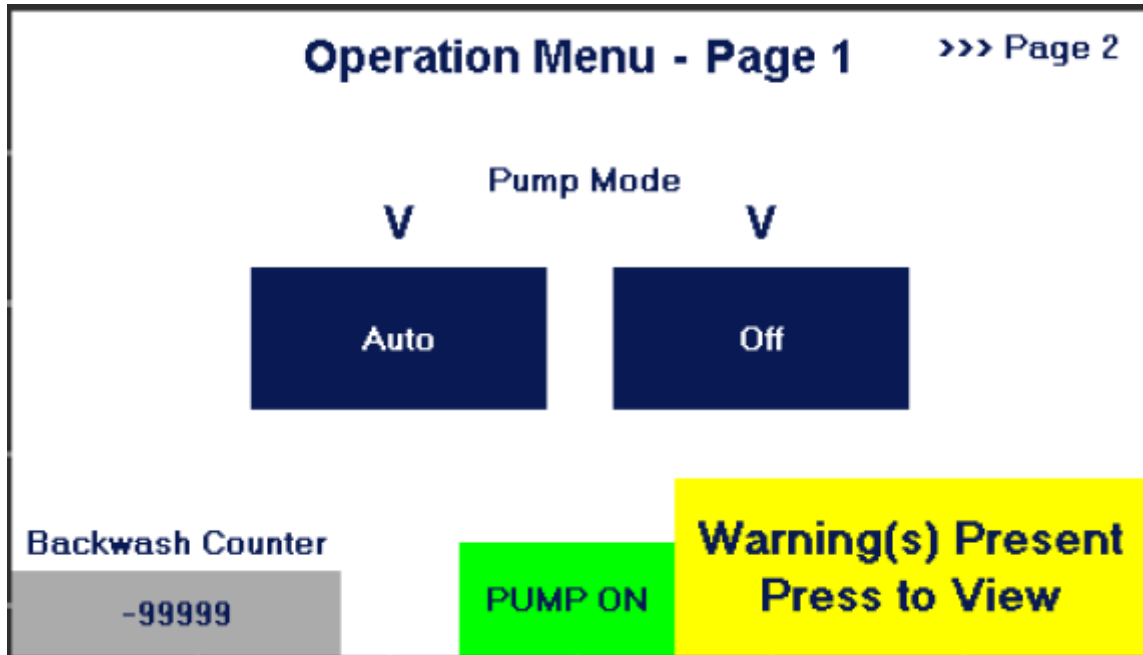 Operation Menu - Page 1
>>> Page 2
Pump Mode
V V
Auto
Off
Backwash Counter
-99999
PUMP ON
Warning(s) Present
Press to View